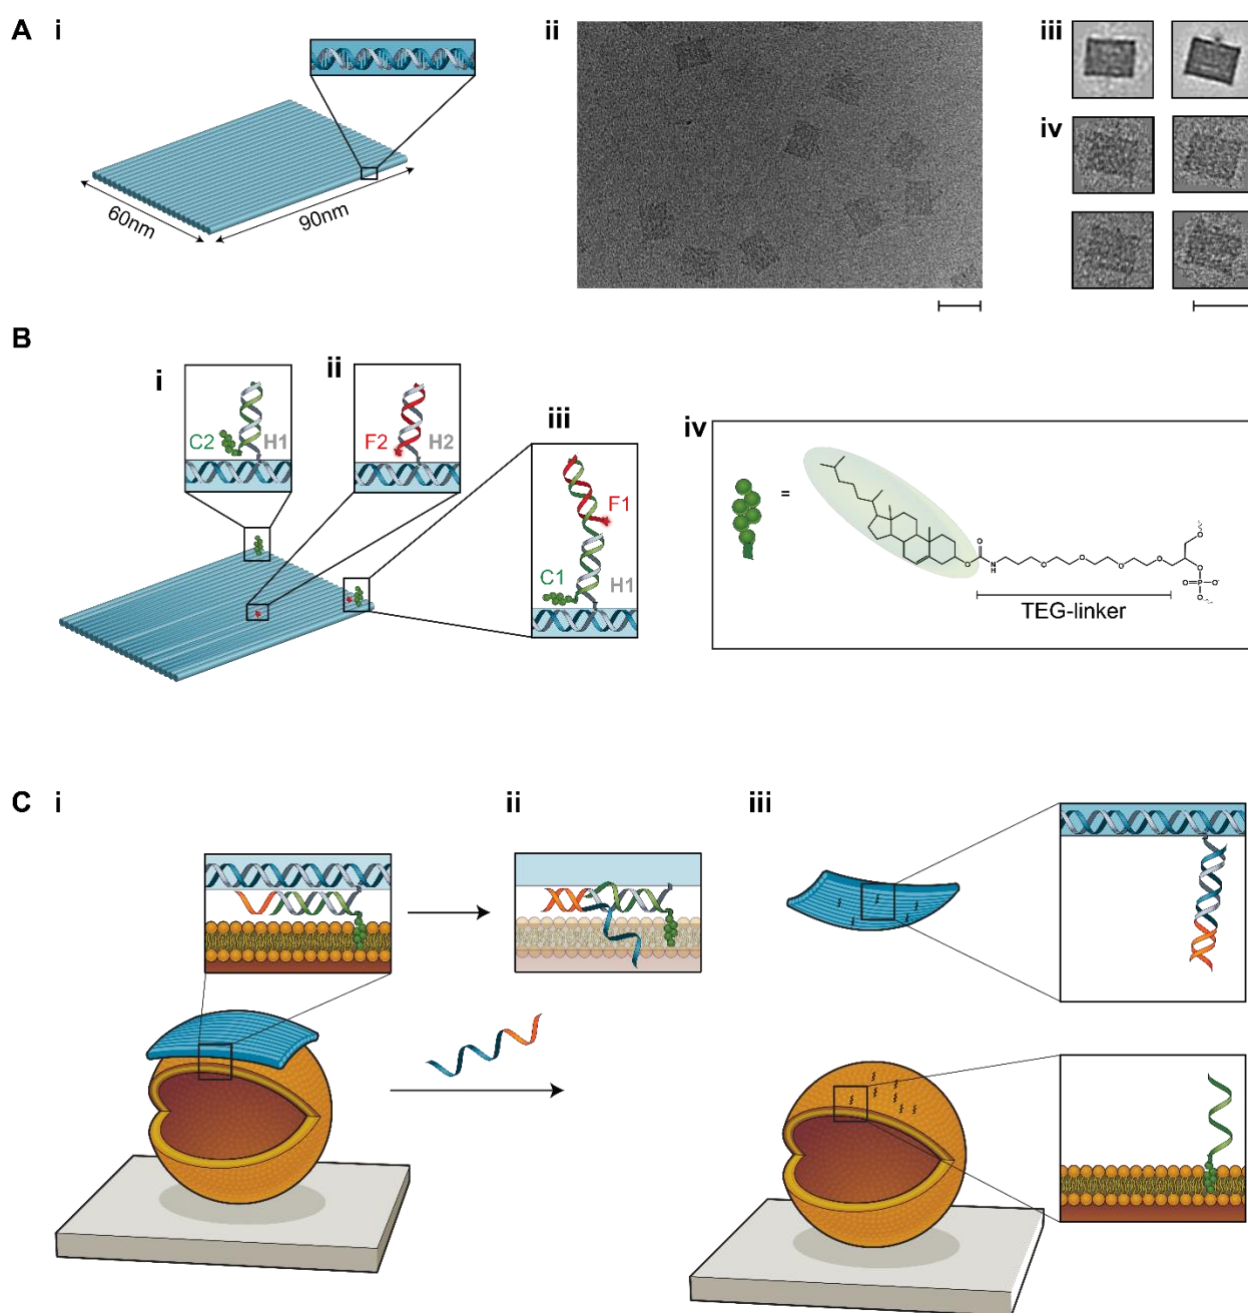 A i ii iii
iv
60nm 90nm
B
i ii iii iv
C2 H1
F2 H2
F1
C1 H1
=
O
O N O O O O O
H
O P O-
O
TEG-linker
C i ii iii